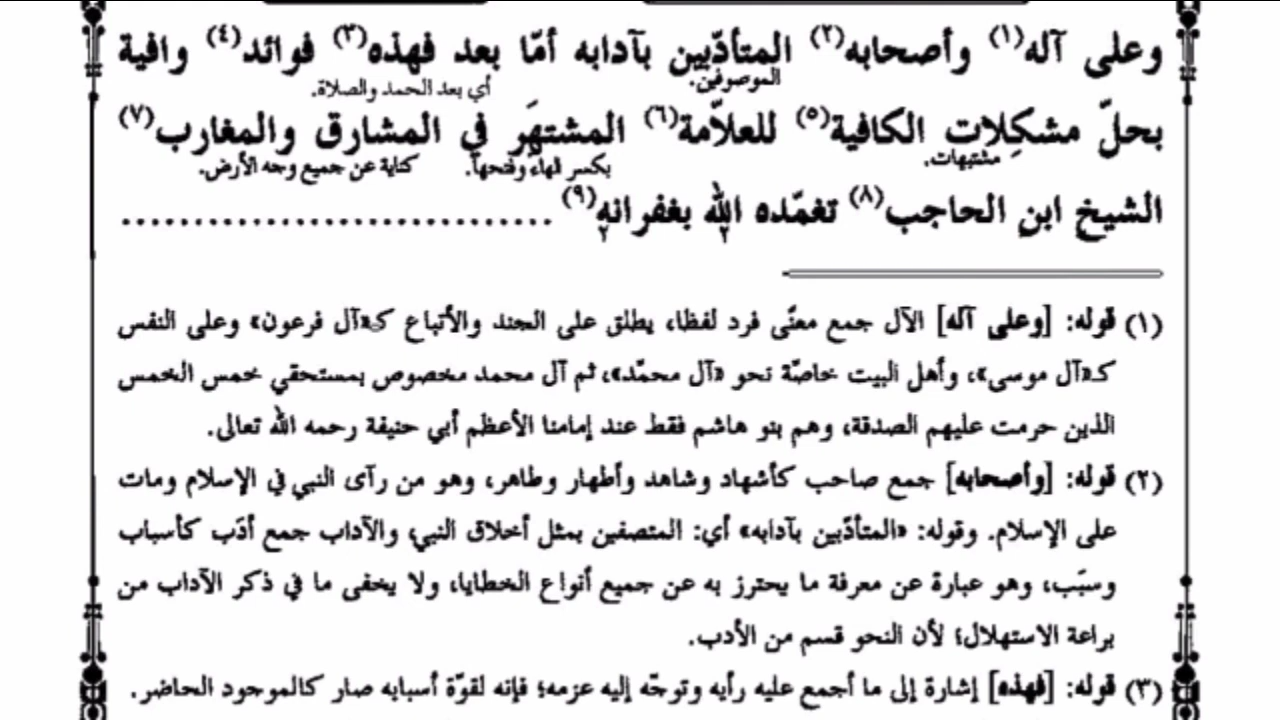 وعلى آله(١) وأصحابه(٢) المتأدّبين بآدابه أمّا بعد فهذه(٣) فوائد(٤) وافية
الموصوفين. أي بعد الحمد والصلاة.
بحلّ مشكِلات الكافية(٥) للعلاّمة(٦) المشتهَر في المشارق والمغارب(٧)
مشتبهات. بكسر الهاء وفتحها. كناية عن جميع وجه الأرض.
الشيخ ابن الحاجب(٨) تغمّده الله بغفرانه(٩) ..............................
٢ ٢
(١) قوله: [وعلى آله] الآل جمع معنًى فرد لفظا، يطلق على الجند والأتباع كـ«آل فرعون» وعلى النفس
كـ«آل موسى»، وأهل البيت خاصّة نحو «آل محمّد»، ثم آل محمد مخصوص بمستحقي خمس الخمس
الذين حرمت عليهم الصدقة، وهم بنو هاشم فقط عند إمامنا الأعظم أبي حنيفة رحمه الله تعالى.
(٢) قوله: [وأصحابه] جمع صاحب كأشهاد وشاهد وأطهار وطاهر، وهو من رآى النبي في الإسلام ومات
على الإسلام. وقوله: «المتأدّبين بآدابه» أي: المتصفين بمثل أخلاق النبي، والآداب جمع أدَب كأسباب
وسبَب، وهو عبارة عن معرفة ما يحترز به عن جميع أنواع الخطايا، ولا يخفى ما في ذكر الآداب من
براعة الاستهلال؛ لأن النحو قسم من الأدب.
(٣) قوله: [فهذه] إشارة إلى ما أجمع عليه رأيه وتوجّه إليه عزمه؛ فإنه لقوّة أسبابه صار كالموجود الحاضر.